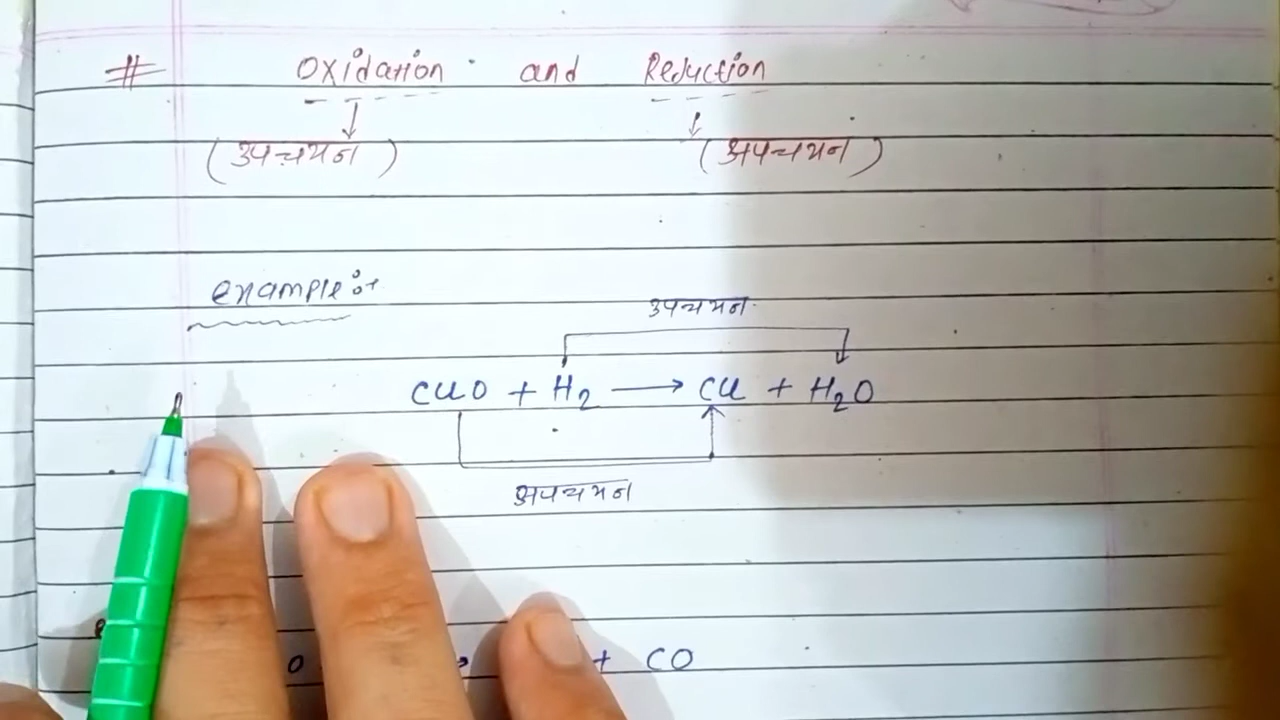 # Oxidation and Reduction
(उपचयन) (अपचयन)
example:-
उपचयन
CuO + H₂ ⟶ Cu + H₂O
अपचयन
+ CO